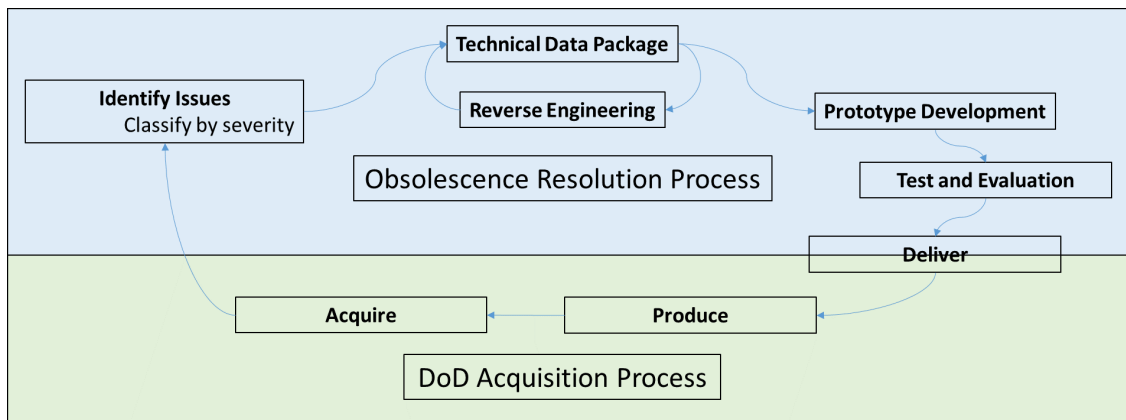 Technical Data Package
Identify Issues
Classify by severity
Reverse Engineering
Prototype Development
Obsolescence Resolution Process
Test and Evaluation
Deliver
Acquire
Produce
DoD Acquisition Process